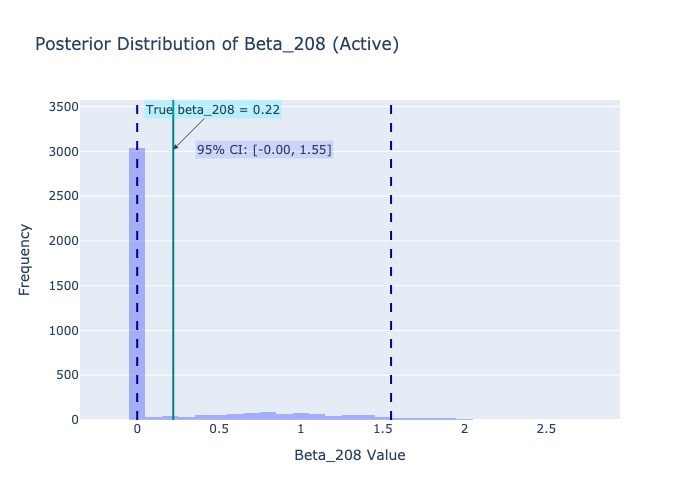 Posterior Distribution of Beta_208 (Active)
True beta_208 = 0.22
95% CI: [-0.00, 1.55]
3500
3000
2500
2000
1500
1000
500
0
Frequency
0
0.5
1
1.5
2
2.5
Beta_208 Value